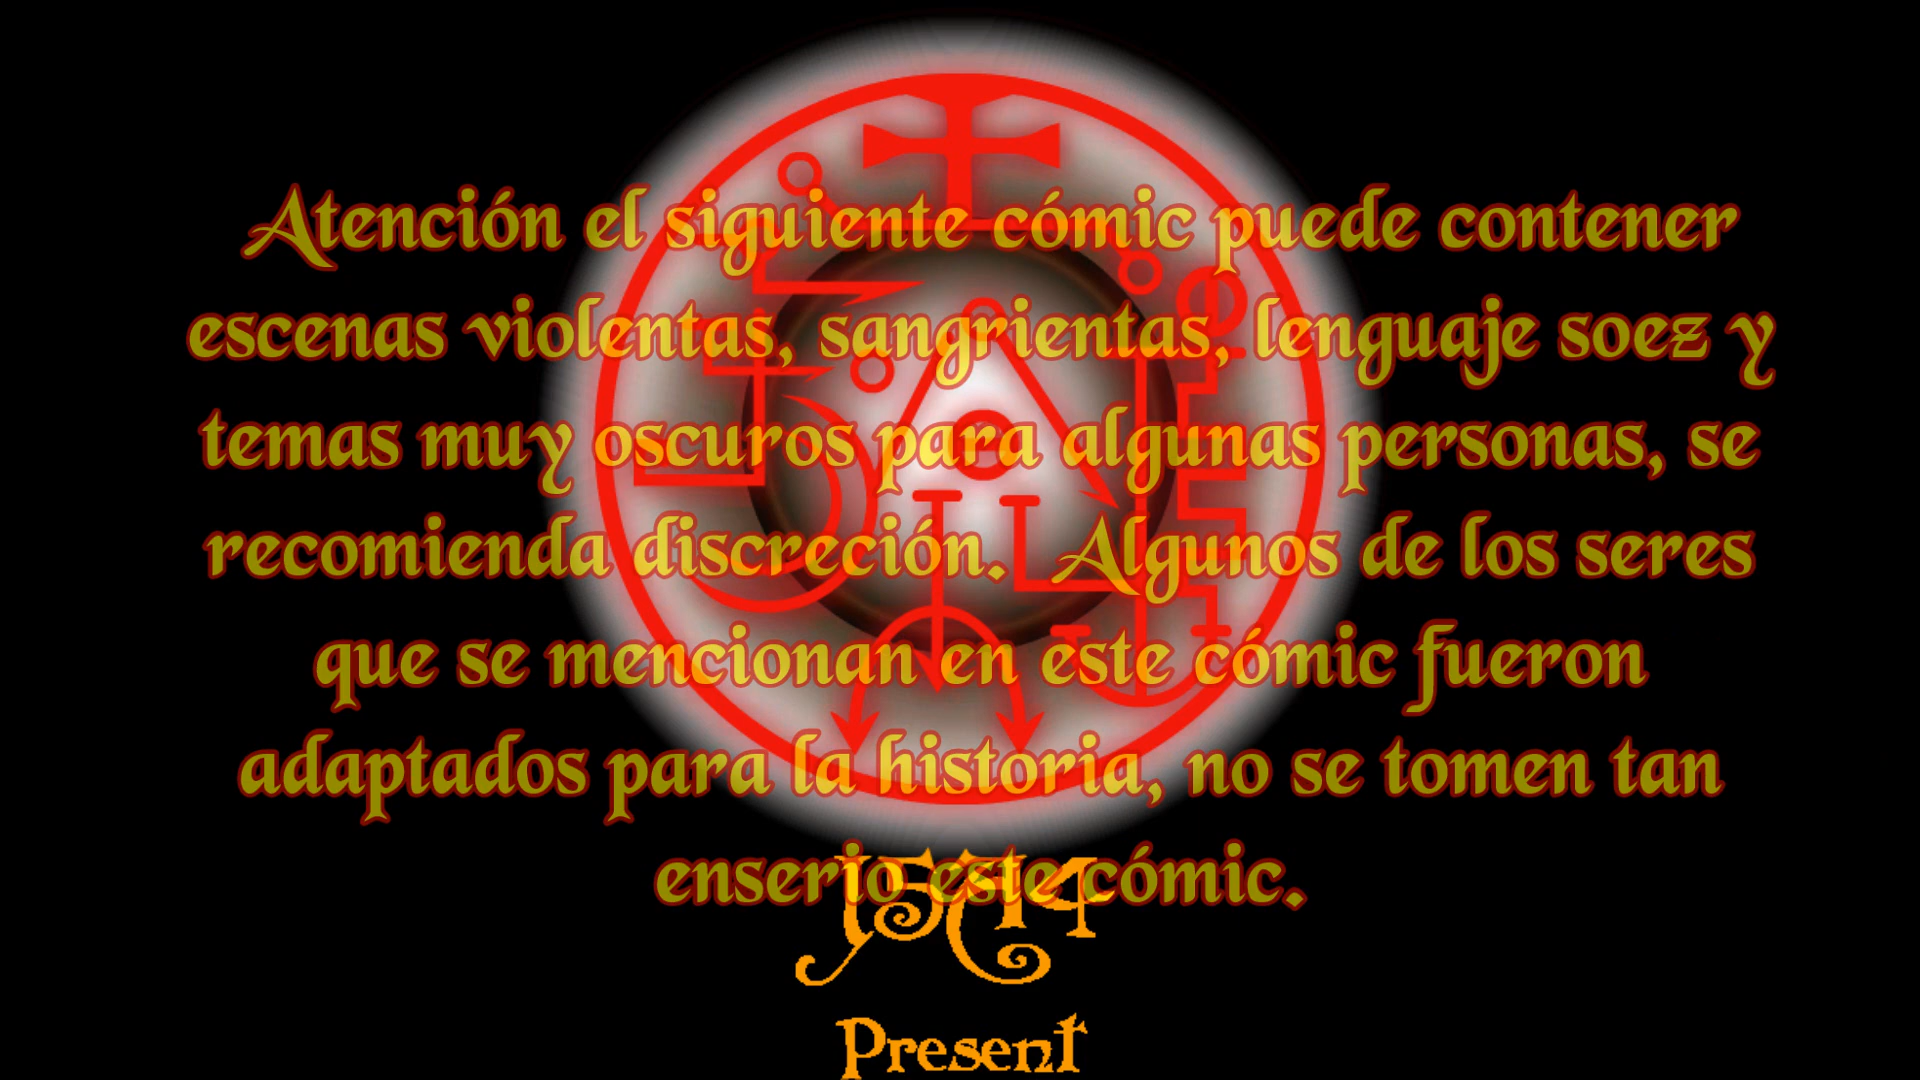 Atención el siguiente cómic puede contener
escenas violentas, sangrientas, lenguaje soez y
temas muy oscuros para algunas personas, se
recomienda discreción. Algunos de los seres
que se mencionan en este cómic fueron
adaptados para la historia, no se tomen tan
enserio este cómic.
Present